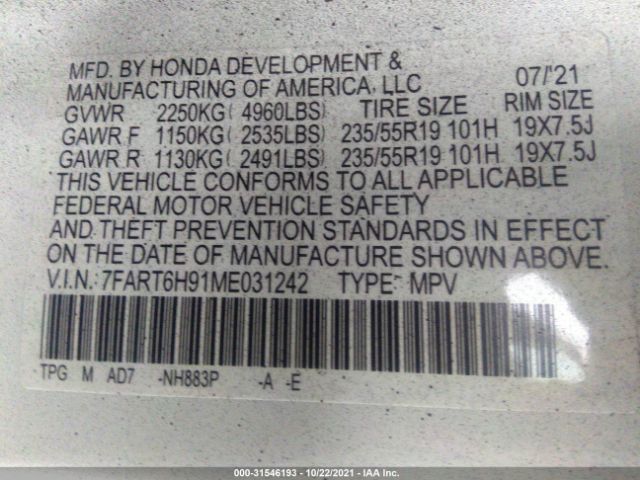 MFD. BY HONDA DEVELOPMENT &
MANUFACTURING OF AMERICA, LLC 07/'21
GVWR 2250KG( 4960LBS) TIRE SIZE RIM SIZE
GAWR F 1150KG( 2535LBS) 235/55R19 101H 19X7.5J
GAWR R 1130KG( 2491LBS) 235/55R19 101H 19X7.5J
THIS VEHICLE CONFORMS TO ALL APPLICABLE
FEDERAL MOTOR VEHICLE SAFETY
AND THEFT PREVENTION STANDARDS IN EFFECT
ON THE DATE OF MANUFACTURE SHOWN ABOVE.
V.I.N.: 7FART6H91ME031242 TYPE: MPV
TPG M AD7 -NH883P -A -E
000-31546193 - 10/22/2021 - IAA Inc.